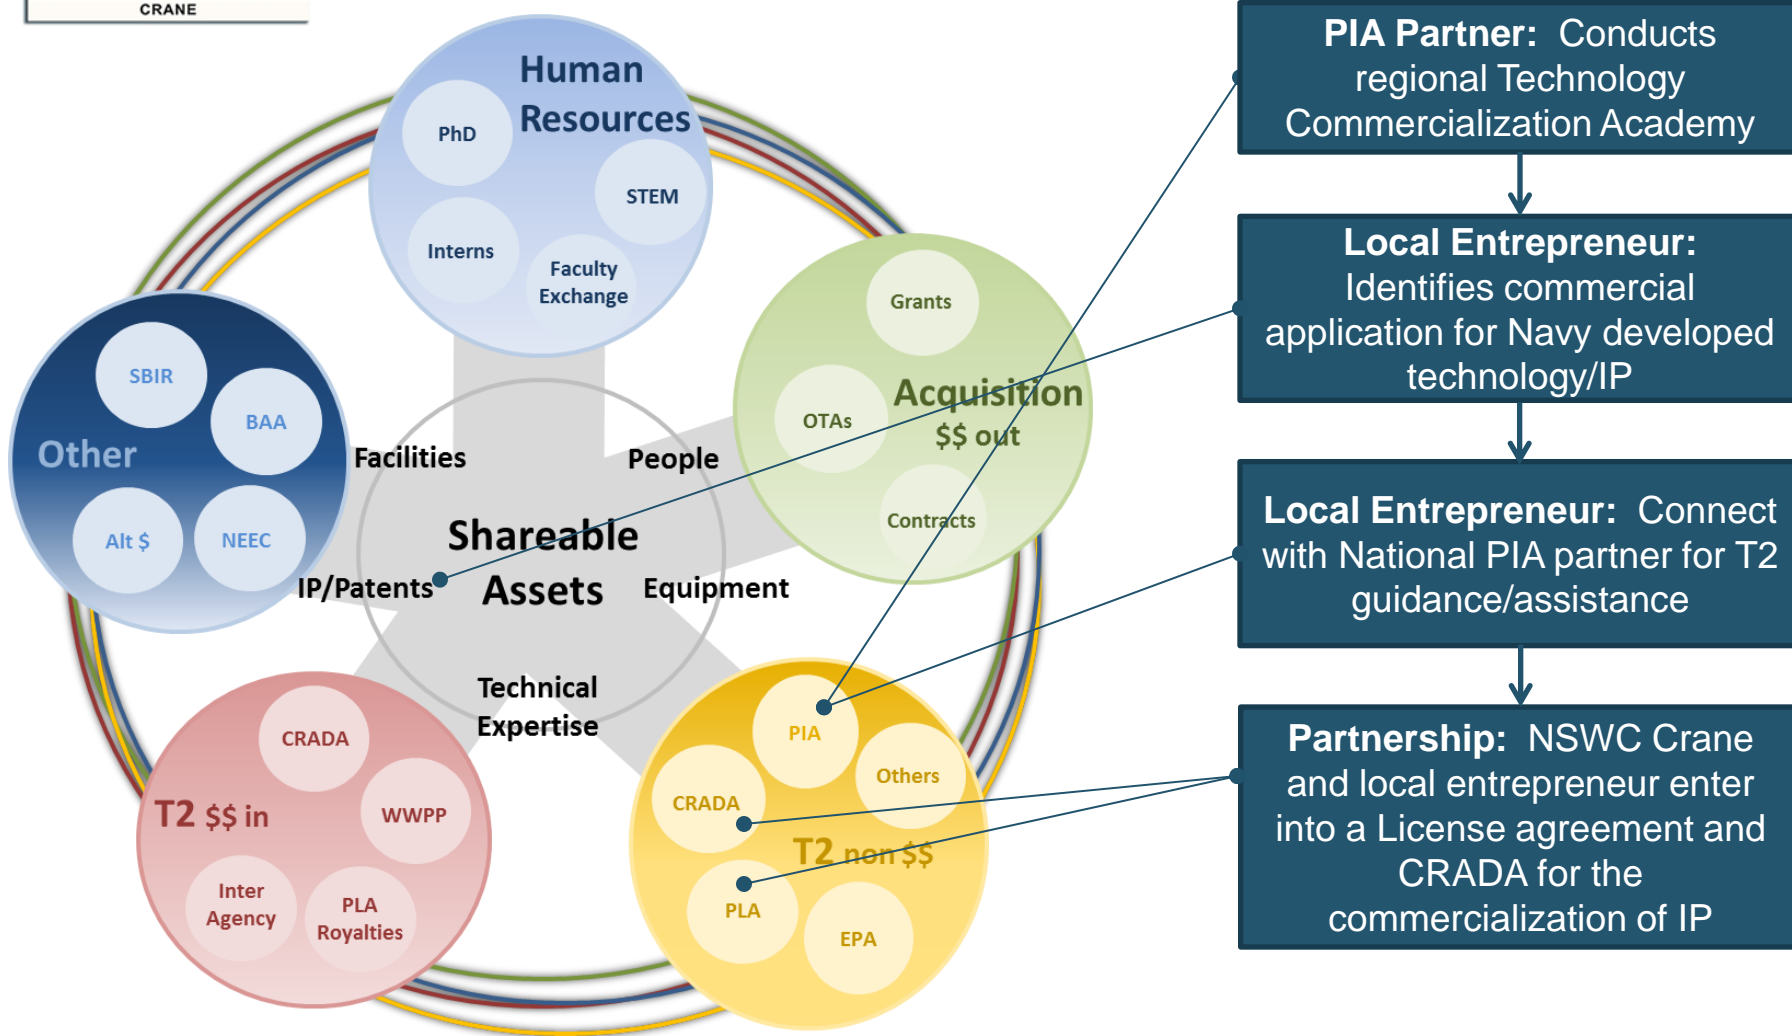 CRANE
Human
Resources
PhD
STEM
Interns
Faculty
Exchange
Grants
OTAs
Acquisition
$$ out
Contracts
SBIR
BAA
Other
Alt $
NEEC
Facilities
People
Shareable
Assets
IP/Patents
Equipment
Technical
Expertise
CRADA
T2 $$ in
WWPP
Inter
Agency
PLA
Royalties
PIA
Others
CRADA
T2 non $$
PLA
EPA
PIA Partner: Conducts
regional Technology
Commercialization Academy
Local Entrepreneur:
Identifies commercial
application for Navy developed
technology/IP
Local Entrepreneur: Connect
with National PIA partner for T2
guidance/assistance
Partnership: NSWC Crane
and local entrepreneur enter
into a License agreement and
CRADA for the
commercialization of IP